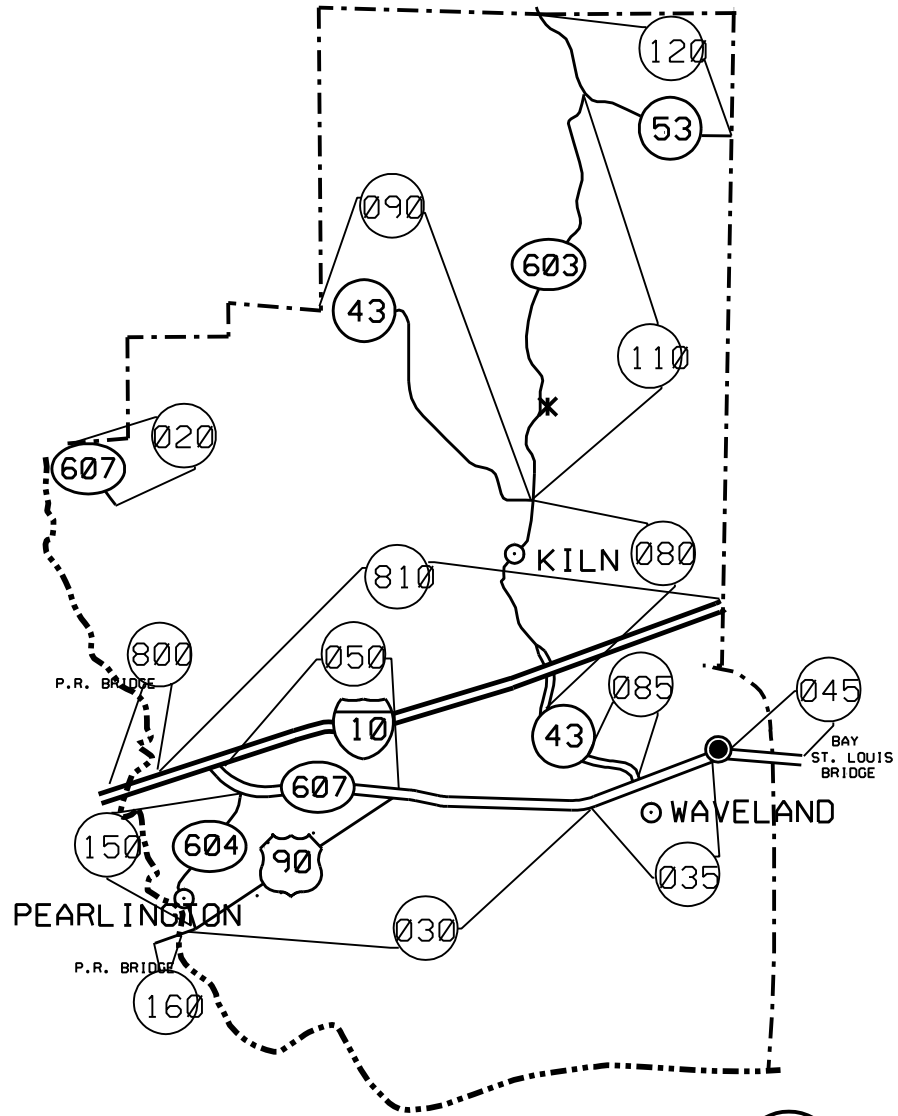 120
53
090
603
43
110
020
607
KILN
080
810
800
050
P.R. BRIDGE
085
045
10
43
BAY
ST. LOUIS
BRIDGE
607
WAVELAND
150
604
90
035
PEARLINGTON
030
P.R. BRIDGE
160